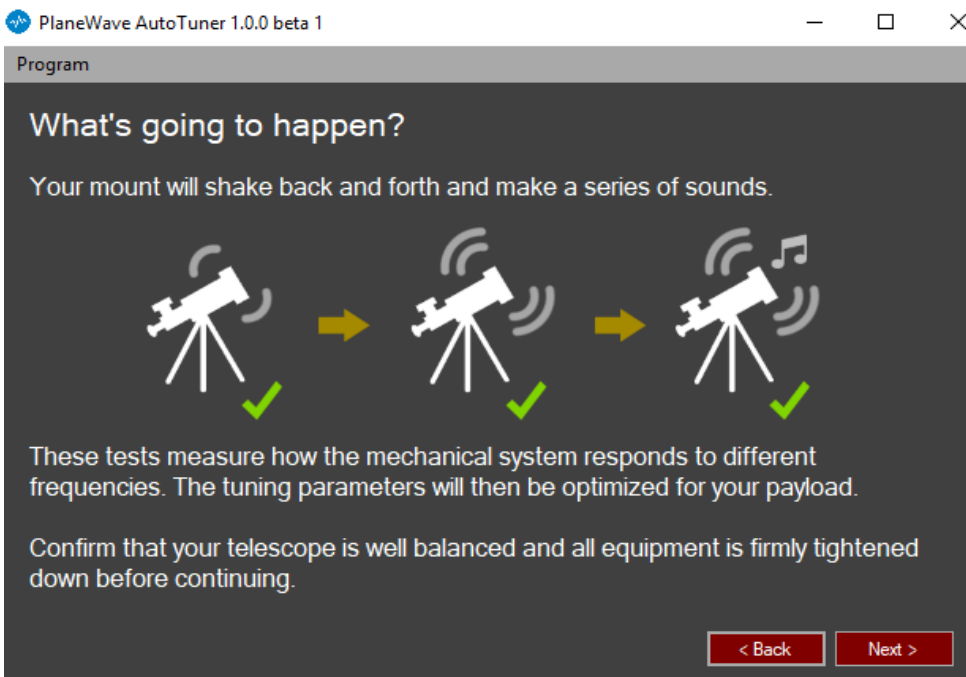 PlaneWave AutoTuner 1.0.0 beta 1
Program
What's going to happen?
Your mount will shake back and forth and make a series of sounds.
These tests measure how the mechanical system responds to different
frequencies. The tuning parameters will then be optimized for your payload.
Confirm that your telescope is well balanced and all equipment is firmly tightened
down before continuing.
< Back
Next >